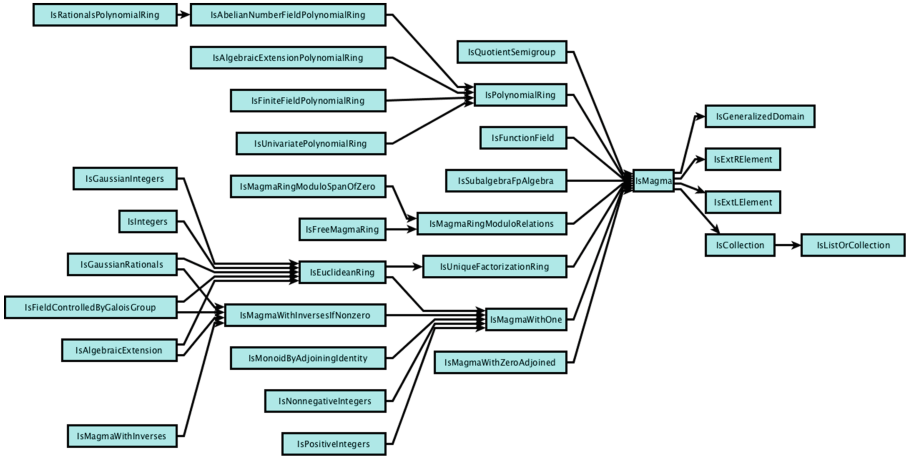 IsRationalsPolynomialRing
IsAbelianNumberFieldPolynomialRing
IsAlgebraicExtensionPolynomialRing
IsFiniteFieldPolynomialRing
IsUnivariatePolynomialRing
IsGaussianIntegers
IsMagmaRingModuloSpanOfZero
IsIntegers
IsFreeMagmaRing
IsGaussianRationals
IsEuclideanRing
IsFieldControlledByGaloisGroup
IsMagmaWithInversesIfNonzero
IsAlgebraicExtension
IsMonoidByAdjoiningIdentity
IsNonnegativeIntegers
IsMagmaWithInverses
IsPositiveIntegers
IsQuotientSemigroup
IsPolynomialRing
IsFunctionField
IsSubalgebraFpAlgebra
IsMagmaRingModuloRelations
IsUniqueFactorizationRing
IsMagmaWithOne
IsMagmaWithZeroAdjoined
IsMagma
IsGeneralizedDomain
IsExtRElement
IsExtLElement
IsCollection
IsListOrCollection